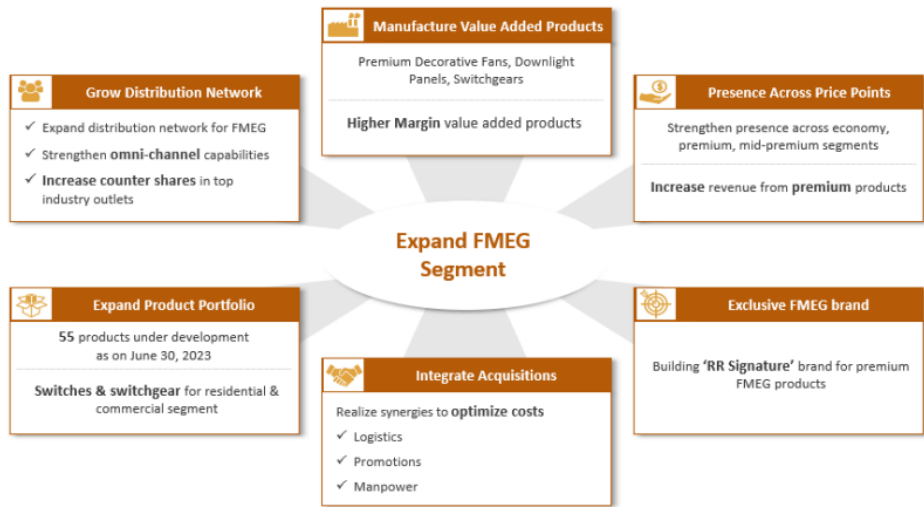 Manufacture Value Added Products
Premium Decorative Fans, Downlight
Panels, Switchgears
Higher Margin value added products
Grow Distribution Network
✓ Expand distribution network for FMEG
✓ Strengthen omni-channel capabilities
✓ Increase counter shares in top
industry outlets
Presence Across Price Points
Strengthen presence across economy,
premium, mid-premium segments
Increase revenue from premium products
Expand FMEG
Segment
Expand Product Portfolio
55 products under development
as on June 30, 2023
Switches & switchgear for residential &
commercial segment
Integrate Acquisitions
Realize synergies to optimize costs
✓ Logistics
✓ Promotions
✓ Manpower
Exclusive FMEG brand
Building ‘RR Signature’ brand for premium
FMEG products